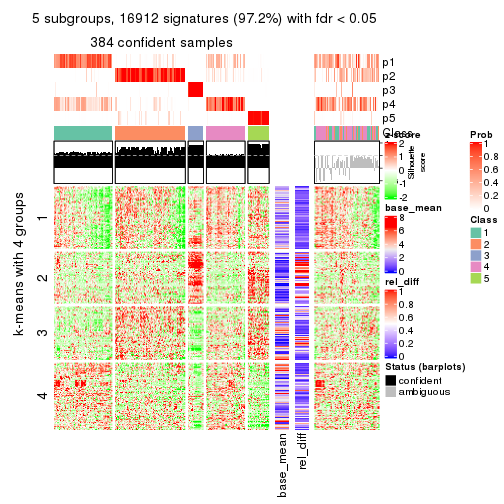 5 subgroups, 16912 signatures (97.2%) with fdr < 0.05
384 confident samples
p1
p2
p3
p4
p5
Class
Silhouette
score
k-means with 4 groups
1
2
3
4
base_mean
rel_diff
z-score
2
1
0
-1
-2
base_mean
8
6
4
2
0
rel_diff
1
0.8
0.6
0.4
0.2
0
Status (barplots)
confident
ambiguous
Prob
1
0.8
0.6
0.4
0.2
0
Class
1
2
3
4
5